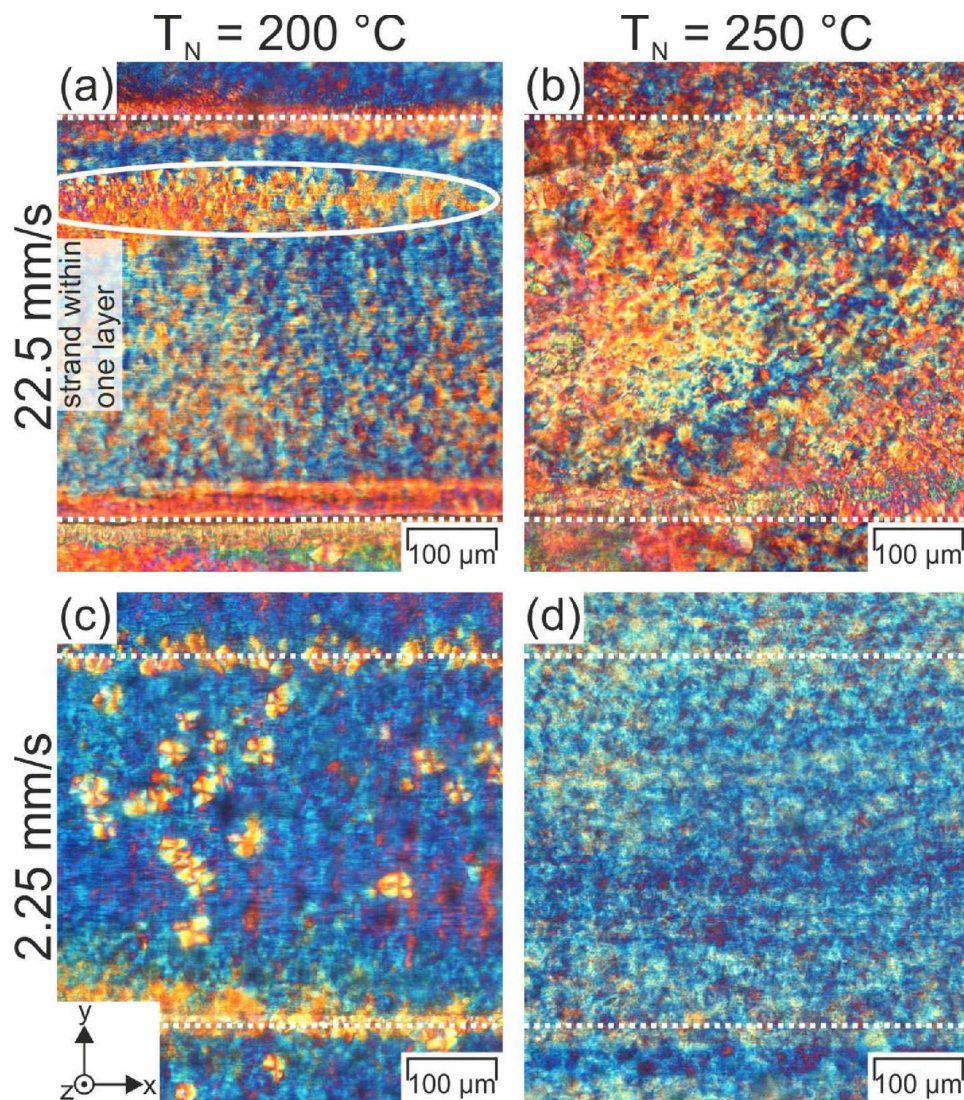 T_N = 200 °C
T_N = 250 °C
(a)
(b)
22.5 mm/s
strand within
one layer
100 µm
100 µm
(c)
(d)
2.25 mm/s
y
z
x
100 µm
100 µm